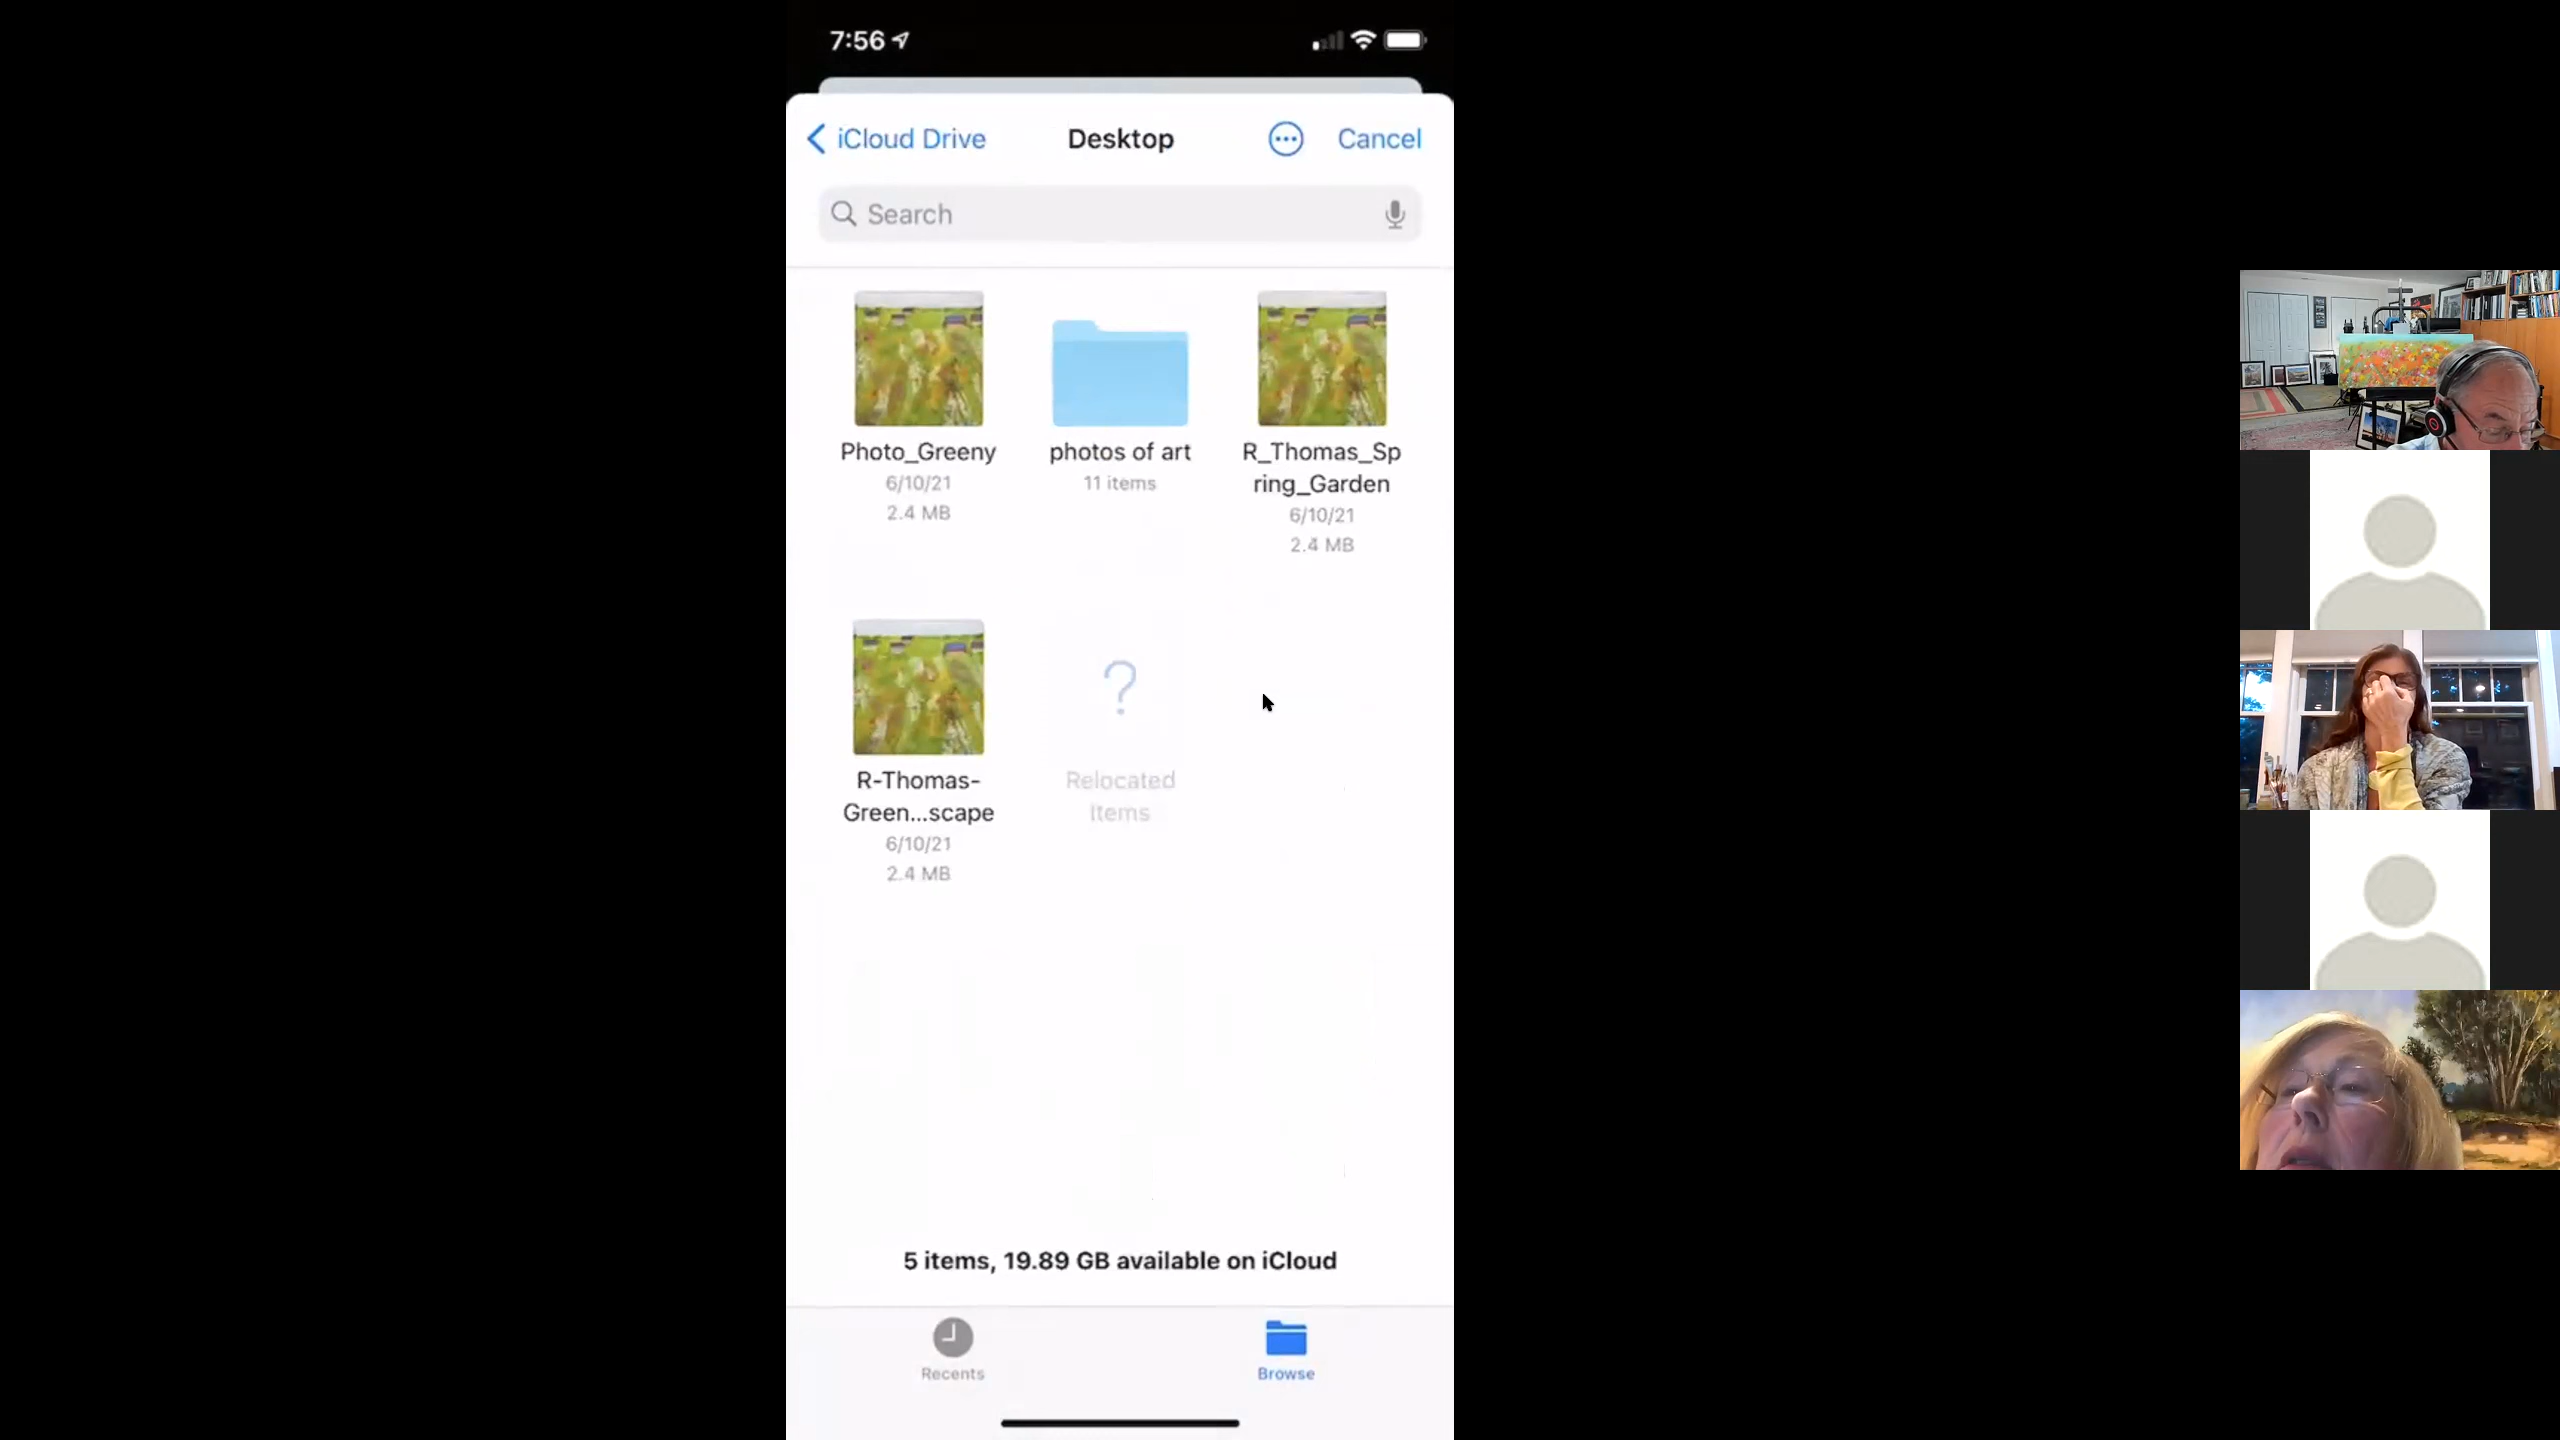 7:56
iCloud Drive
Desktop
Cancel
Search
Photo_Greeny
6/10/21
2.4 MB
photos of art
11 items
R_Thomas_Sp
ring_Garden
6/10/21
2.4 MB
R-Thomas-
Green...scape
6/10/21
2.4 MB
Relocated
Items
5 items, 19.89 GB available on iCloud
Recents
Browse